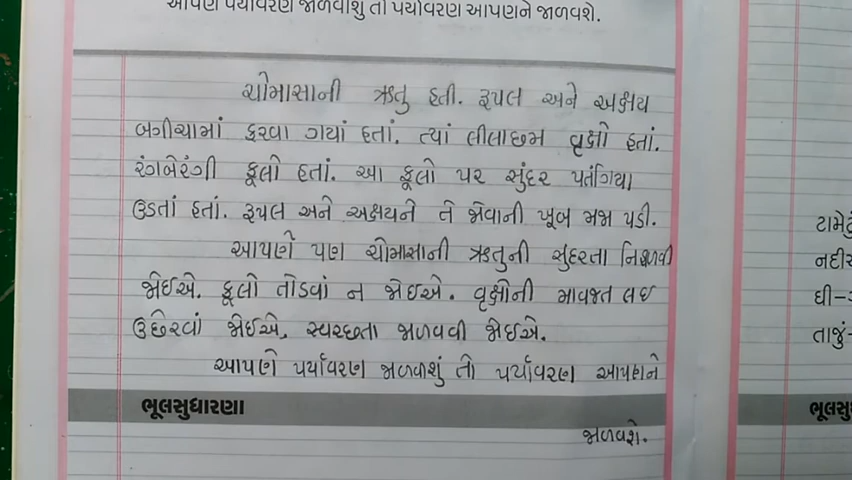 આપણે પર્યાવરણ જાળવીશું તો પર્યાવરણ આપણને જાળવશે.
ચોમાસાની ઋતુ હતી. રૂપલ અને અક્ષય
બગીચામાં ફરવા ગયાં હતાં. ત્યાં લીલાછમ વૃક્ષો હતાં.
રંગબેરંગી ફૂલો હતાં. આ ફૂલો પર સુંદર પતંગિયા
ઉડતાં હતાં. રૂપલ અને અક્ષયને તે જોવાની ખૂબ મજા પડી.
આપણે પણ ચોમાસાની ઋતુની સુંદરતા નિહાળવી
જોઈએ. ફૂલો તોડવાં ન જોઈએ. વૃક્ષોની માવજત લઈ
ઉછેરવાં જોઈએ. સ્વચ્છતા જાળવવી જોઈએ.
આપણે પર્યાવરણ જાળવીશું તો પર્યાવરણ આપણને
ભૂલસુધારણા
જાળવશે.
ઘી-
તાજું-